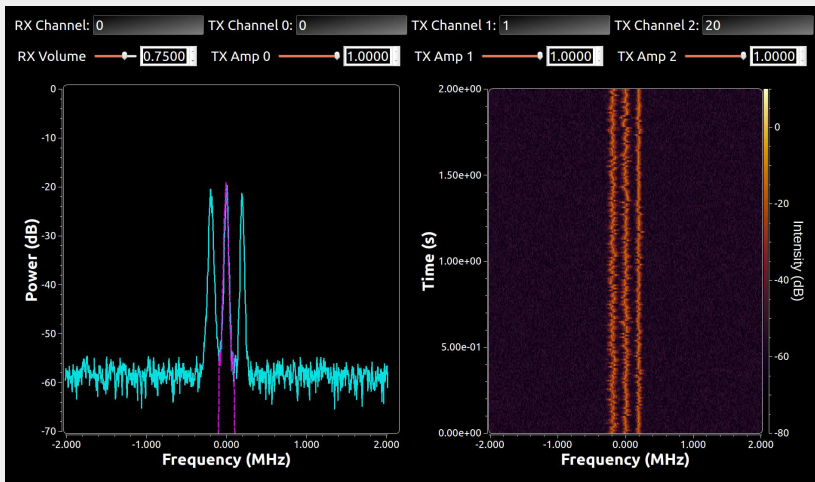 RX Channel: 0 TX Channel 0: 0 TX Channel 1: 1 TX Channel 2: 20
RX Volume 0.7500 TX Amp 0 1.0000 TX Amp 1 1.0000 TX Amp 2 1.0000
Power (dB)
0
-10
-20
-30
-40
-50
-60
-70
-2.000 -1.000 0.000 1.000 2.000
Frequency (MHz)
Time (s)
2.00e+00
1.50e+00
1.00e+00
5.00e-01
0.00e+00
-2.000 -1.000 0.000 1.000 2.000
Frequency (MHz)
0
-20
-40
-60
-80
Intensity (dB)